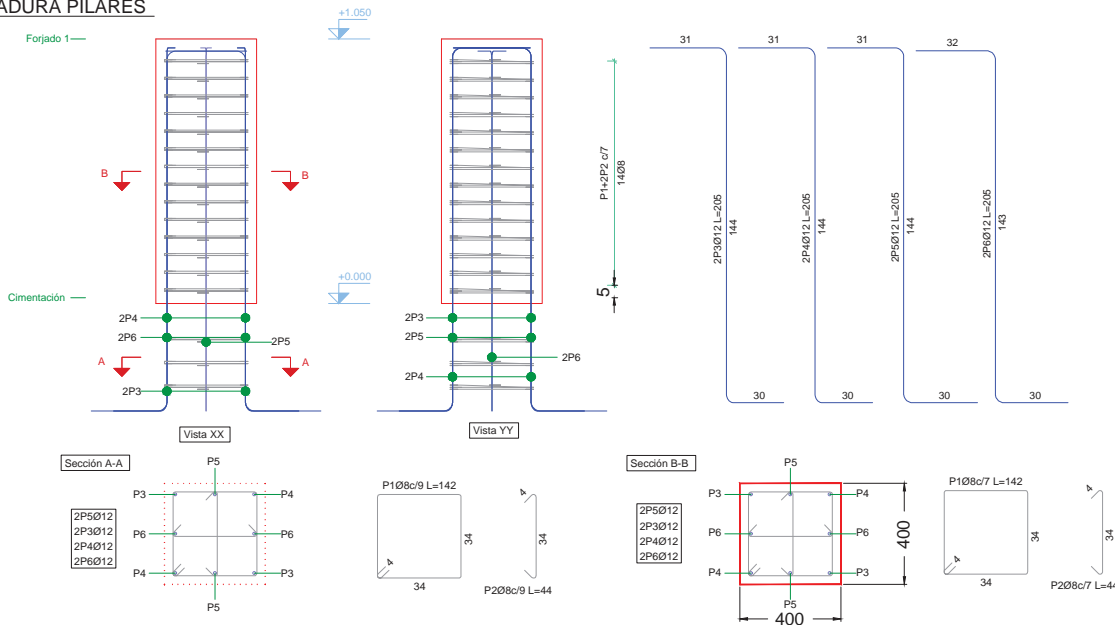 ADURA PILARES
Forjado 1
+1.050
B
B
Cimentación
+0.000
2P4
2P6
2P5
A
A
2P3
Vista XX
2P3
2P5
2P6
2P4
Vista YY
P1+2P2 c/7
14Ø8
5
31
2P3Ø12 L=205
144
30
31
2P4Ø12 L=205
144
30
31
2P5Ø12 L=205
144
30
32
2P6Ø12 L=205
143
30
Sección A-A
2P5Ø12
2P3Ø12
2P4Ø12
2P6Ø12
P5
P3
P4
P6
P6
P4
P3
P5
P1Ø8c/9 L=142
34
4
34
4
34
P2Ø8c/9 L=44
Sección B-B
2P5Ø12
2P3Ø12
2P4Ø12
2P6Ø12
P5
P3
P4
P6
P6
P4
P3
P5
400
400
P1Ø8c/7 L=142
34
4
34
4
34
P2Ø8c/7 L=44